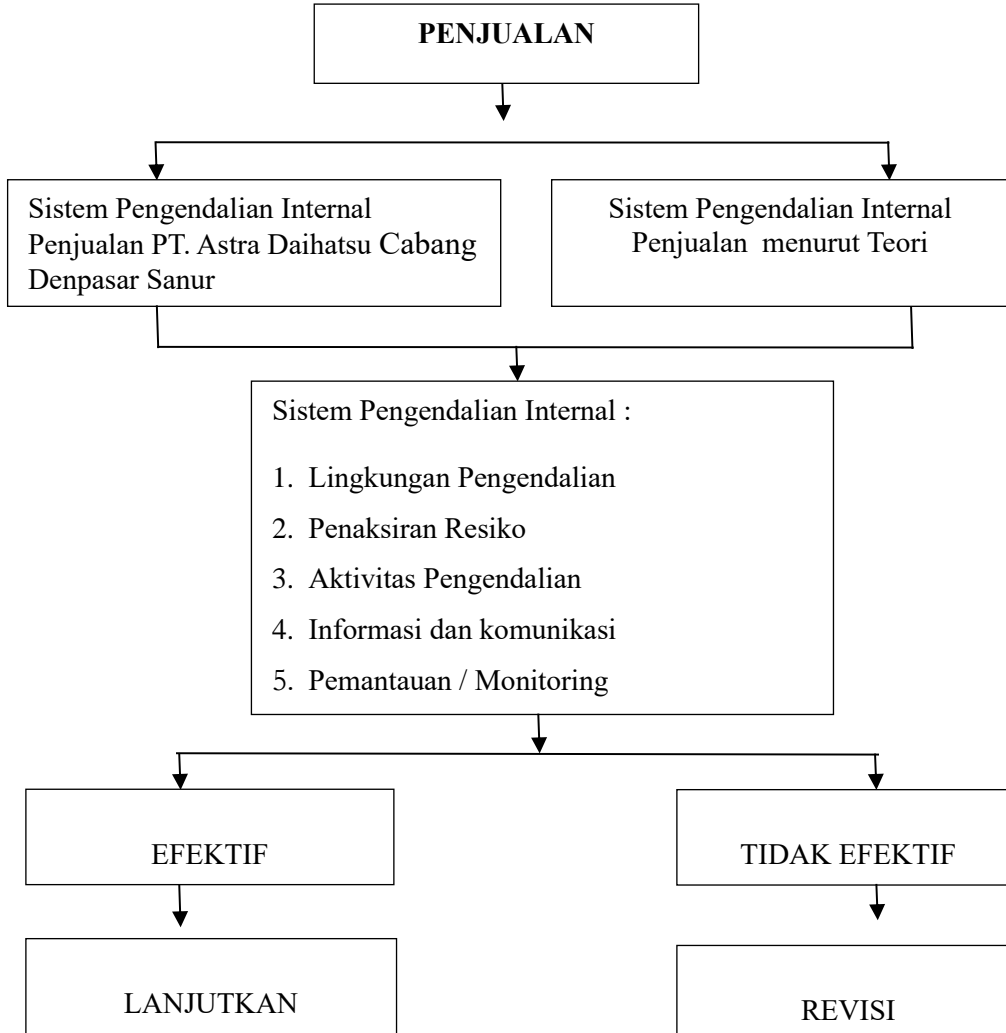 PENJUALAN
Sistem Pengendalian Internal
Penjualan PT. Astra Daihatsu Cabang
Denpasar Sanur
Sistem Pengendalian Internal
Penjualan menurut Teori
Sistem Pengendalian Internal :
1. Lingkungan Pengendalian
2. Penaksiran Resiko
3. Aktivitas Pengendalian
4. Informasi dan komunikasi
5. Pemantauan / Monitoring
EFEKTIF
TIDAK EFEKTIF
LANJUTKAN
REVISI